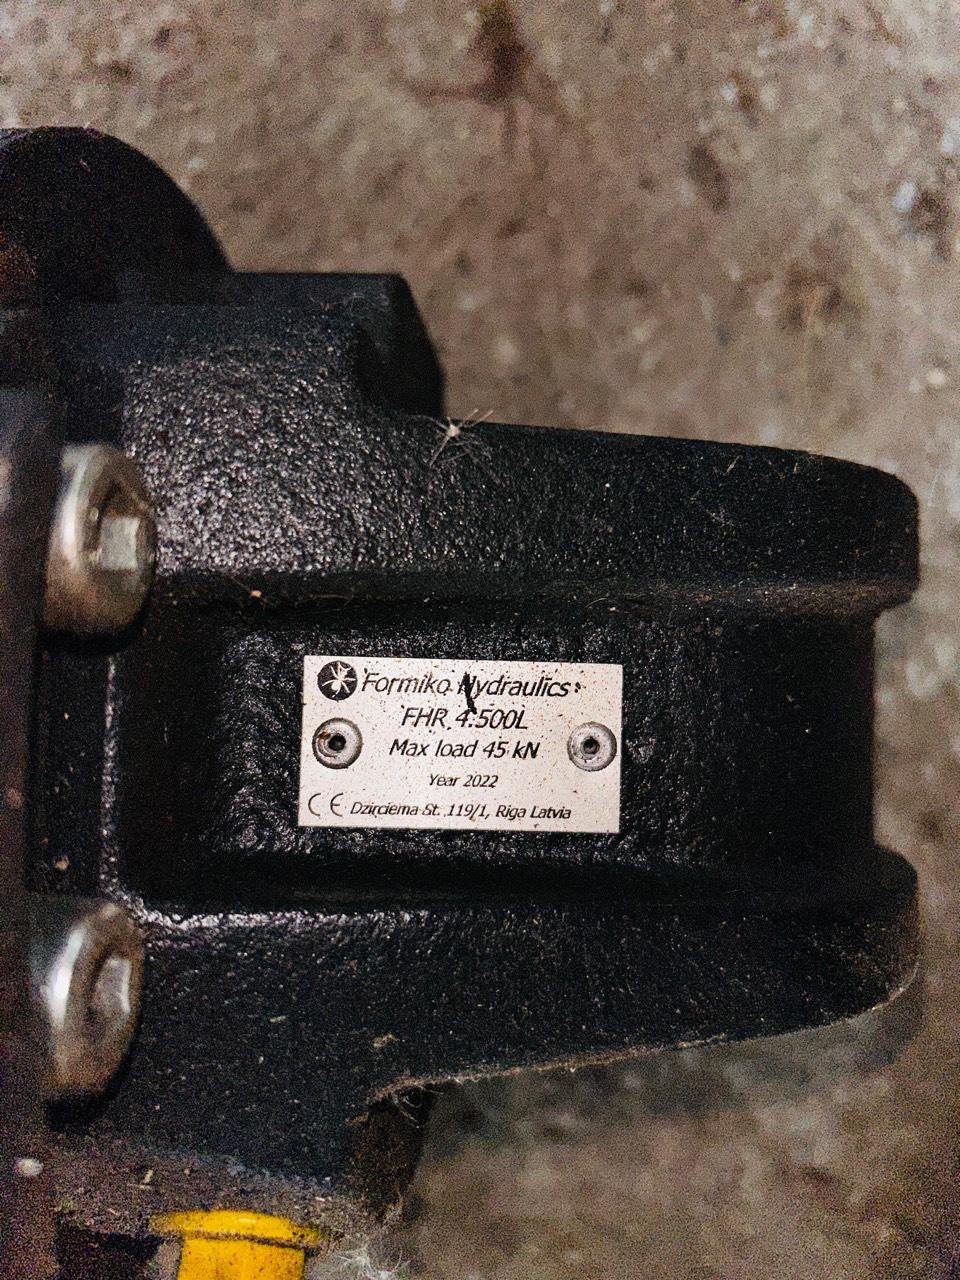 Formiko Hydraulics
FHR 4.500L
Max load 45 kN
Year 2022
CE Dzirciema St. 119/1, Riga Latvia